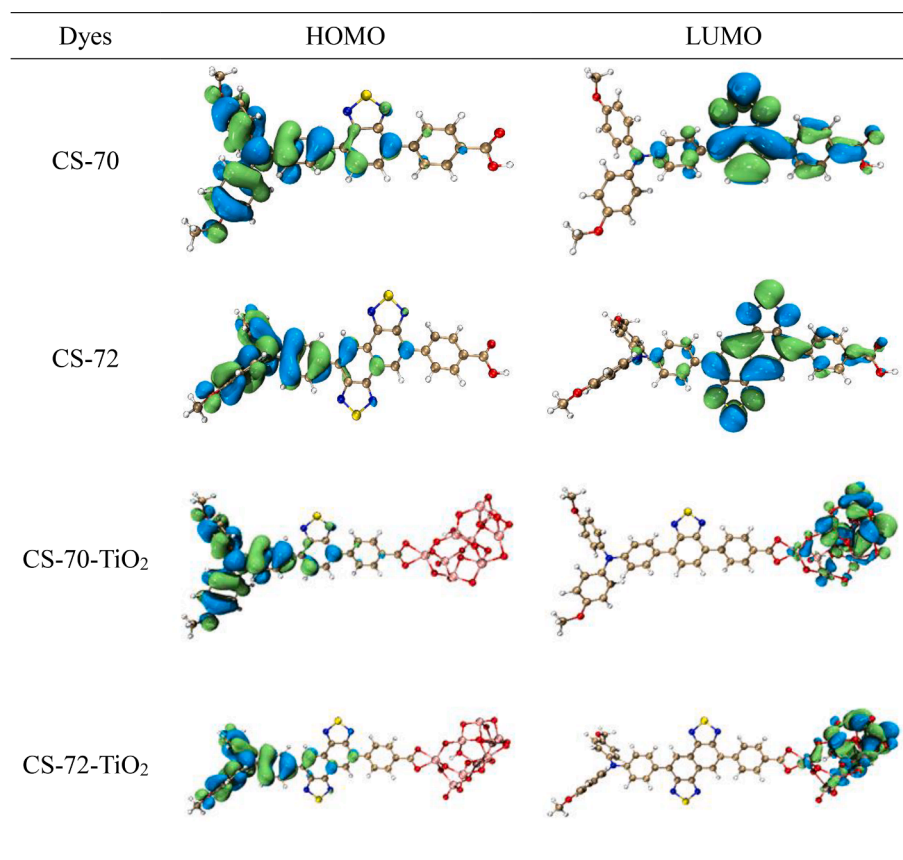 Dyes HOMO LUMO
CS-70
CS-72
CS-70-TiO₂
CS-72-TiO₂